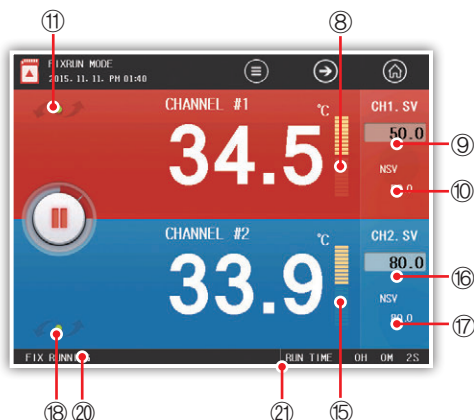 ⑪ ⑧
FIXRUN MODE
2015. 11. 11. PM 01:40
CHANNEL #1 ℃ CH1. SV
34.5 50.0 ⑨
NSV ⑩
CHANNEL #2 ℃ CH2. SV
33.9 80.0 ⑯
NSV
80.0 ⑰
FIX RUNNING RUN TIME 0H 0M 2S
⑱ ⑳ ㉑ ⑮